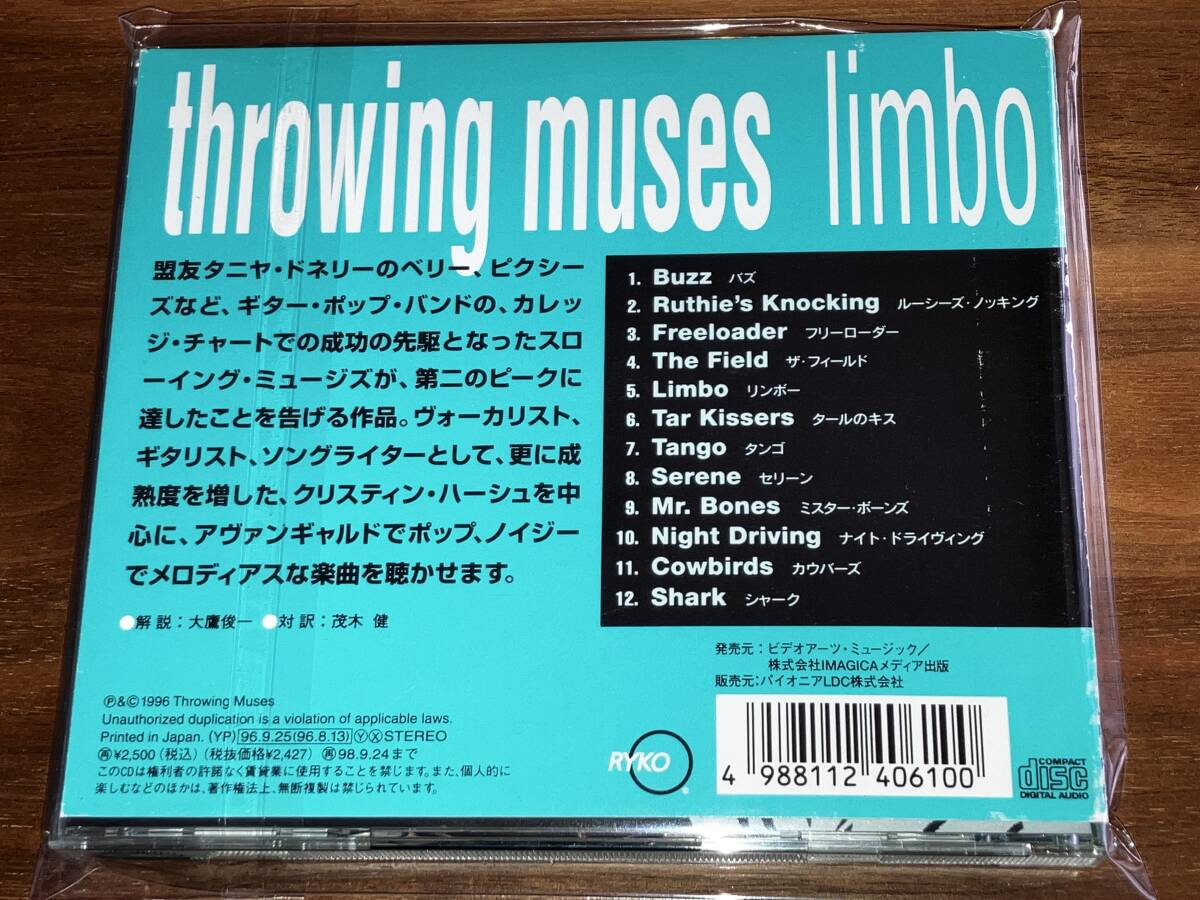 throwing muses limbo
盟友タニヤ・ドネリーのベリー、ピクシー
ズなど、ギター・ポップ・バンドの、カレッ
ジ・チャートでの成功の先駆となったスロ
ーイング・ミュージズが、第二のピークに
達したことを告げる作品。ヴォーカリスト、
ギタリスト、ソングライターとして、更に成
熟度を増した、クリスティン・ハーシュを中
心に、アヴァンギャルドでポップ、ノイジー
でメロディアスな楽曲を聴かせます。
●解説：大鷹俊一 ●対訳：茂木 健
1. Buzz バズ
2. Ruthie's Knocking ルーシーズ・ノッキング
3. Freeloader フリーローダー
4. The Field ザ・フィールド
5. Limbo リンボー
6. Tar Kissers タールのキス
7. Tango タンゴ
8. Serene セリーン
9. Mr. Bones ミスター・ボーンズ
10. Night Driving ナイト・ドライヴィング
11. Cowbirds カウバーズ
12. Shark シャーク
発売元：ビデオアーツ・ミュージック／
株式会社IMAGICAメディア出版
販売元：パイオニアLDC株式会社
Ⓟ&©1996 Throwing Muses
Unauthorized duplication is a violation of applicable laws.
Printed in Japan. (YP) 96.9.25(96.8.13) ⓎⓍSTEREO
㊢¥2,500(税込) (税抜価格¥2,427) ㊢98.9.24まで
このCDは権利者の許諾なく賃貸業に使用することを禁じます。また、個人的に
楽しむなどのほかは、著作権法上、無断複製は禁じられています。
RYKO
4 988112 406100
COMPACT
disc
DIGITAL AUDIO